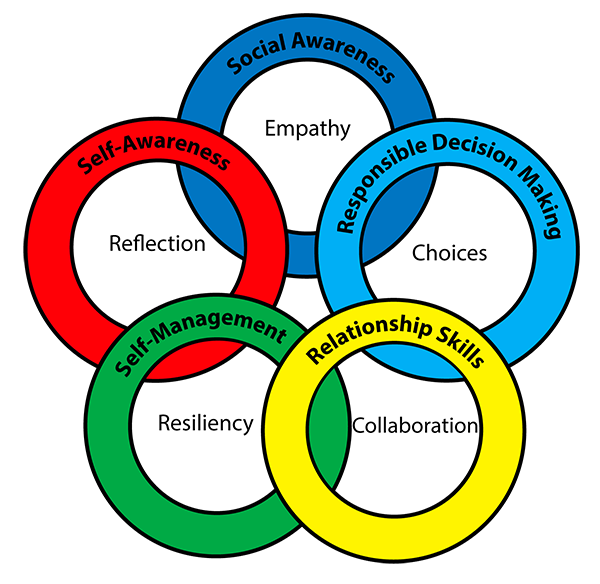 Social Awareness
Empathy
Self-Awareness
Reflection
Responsible Decision Making
Choices
Self-Management
Resiliency
Relationship Skills
Collaboration